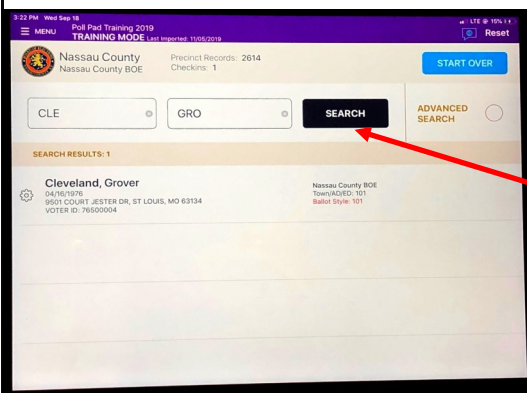 3:22 PM Wed Sep 18
LTE 15%
MENU
Poll Pad Training 2019
TRAINING MODE Last Imported: 11/05/2019
Reset
Nassau County
Nassau County BOE
Precinct Records: 2614
Checkins: 1
START OVER
CLE
GRO
SEARCH
ADVANCED
SEARCH
SEARCH RESULTS: 1
Cleveland, Grover
04/16/1976
9501 COURT JESTER DR, ST LOUIS, MO 63134
VOTER ID: 76500004
Nassau County BOE
Town/AD/ED: 101
Ballot Style: 101